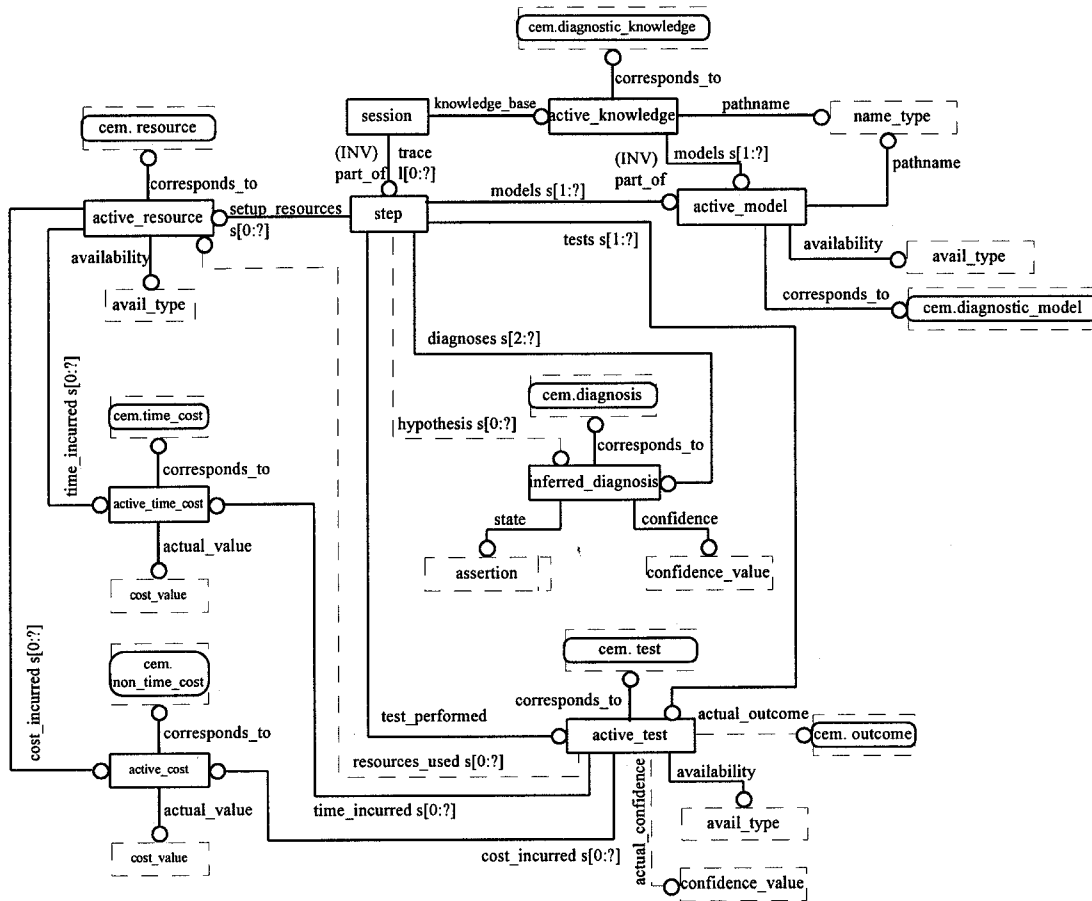 cem.diagnostic_knowledge
corresponds_to
knowledge_base
session
active_knowledge
pathname
name_type
cem. resource
(INV)
part_of
trace
l[0:?]
(INV)
part_of
models s[1:?]
pathname
corresponds_to
active_resource
setup_resources
s[0:?]
step
models s[1:?]
active_model
tests s[1:?]
availability
availability
avail_type
avail_type
corresponds_to
cem.diagnostic_model
diagnoses s[2:?]
time_incurred s[0:?]
cem.diagnosis
cem.time_cost
hypothesis s[0:?]
corresponds_to
corresponds_to
inferred_diagnosis
active_time_cost
state
confidence
actual_value
assertion
confidence_value
cost_value
cost_incurred s[0:?]
cem.
non_time_cost
cem. test
corresponds_to
corresponds_to
test_performed
actual_outcome
active_test
cem. outcome
active_cost
resources_used s[0:?]
availability
actual_value
time_incurred s[0:?]
actual_confidence
avail_type
cost_value
cost_incurred s[0:?]
confidence_value